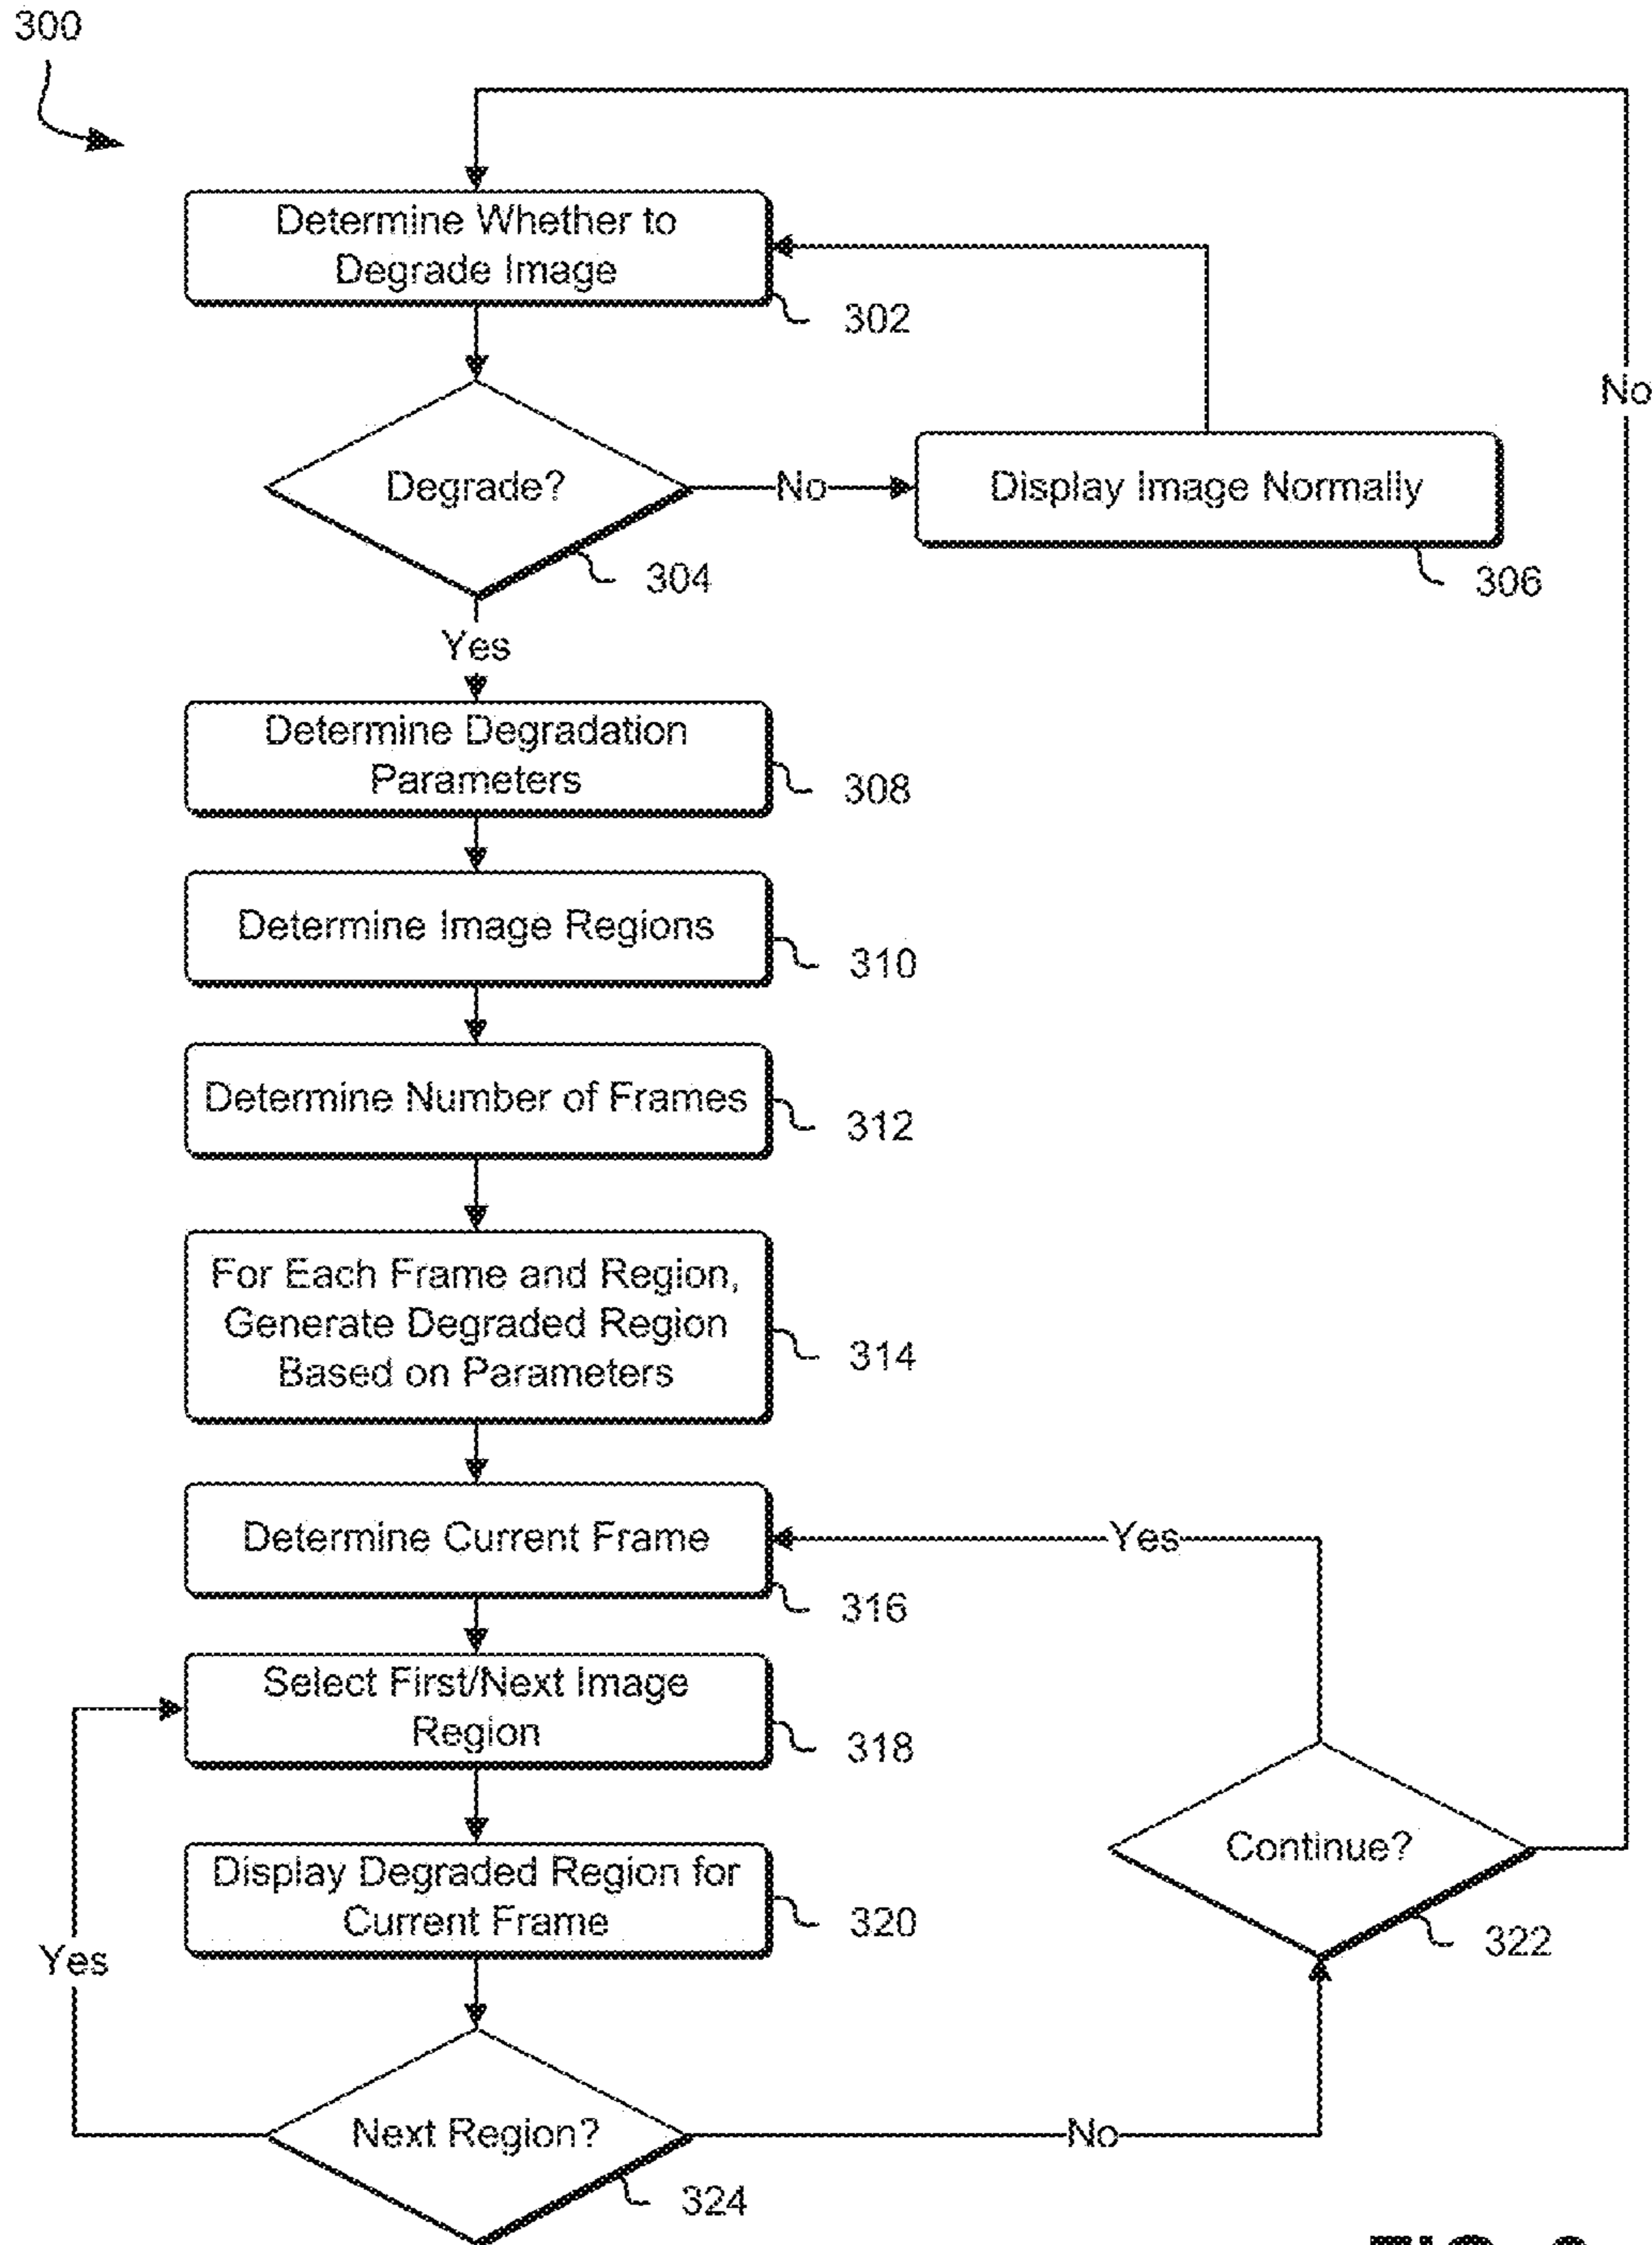 300
Determine Whether to
Degrade Image
302
No
Degrade?
No
Display Image Normally
304
306
Yes
Determine Degradation
Parameters
308
Determine Image Regions
310
Determine Number of Frames
312
For Each Frame and Region,
Generate Degraded Region
Based on Parameters
314
Determine Current Frame
Yes
316
Select First/Next Image
Region
318
Continue?
Display Degraded Region for
Current Frame
320
322
Yes
Next Region?
No
324